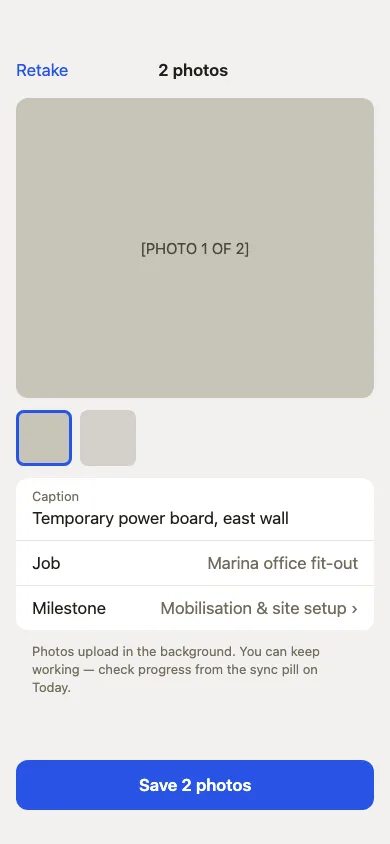 Retake
2 photos
[PHOTO 1 OF 2]
Caption
Temporary power board, east wall
Job
Marina office fit-out
Milestone
Mobilisation & site setup ›
Photos upload in the background. You can keep
working — check progress from the sync pill on
Today.
Save 2 photos